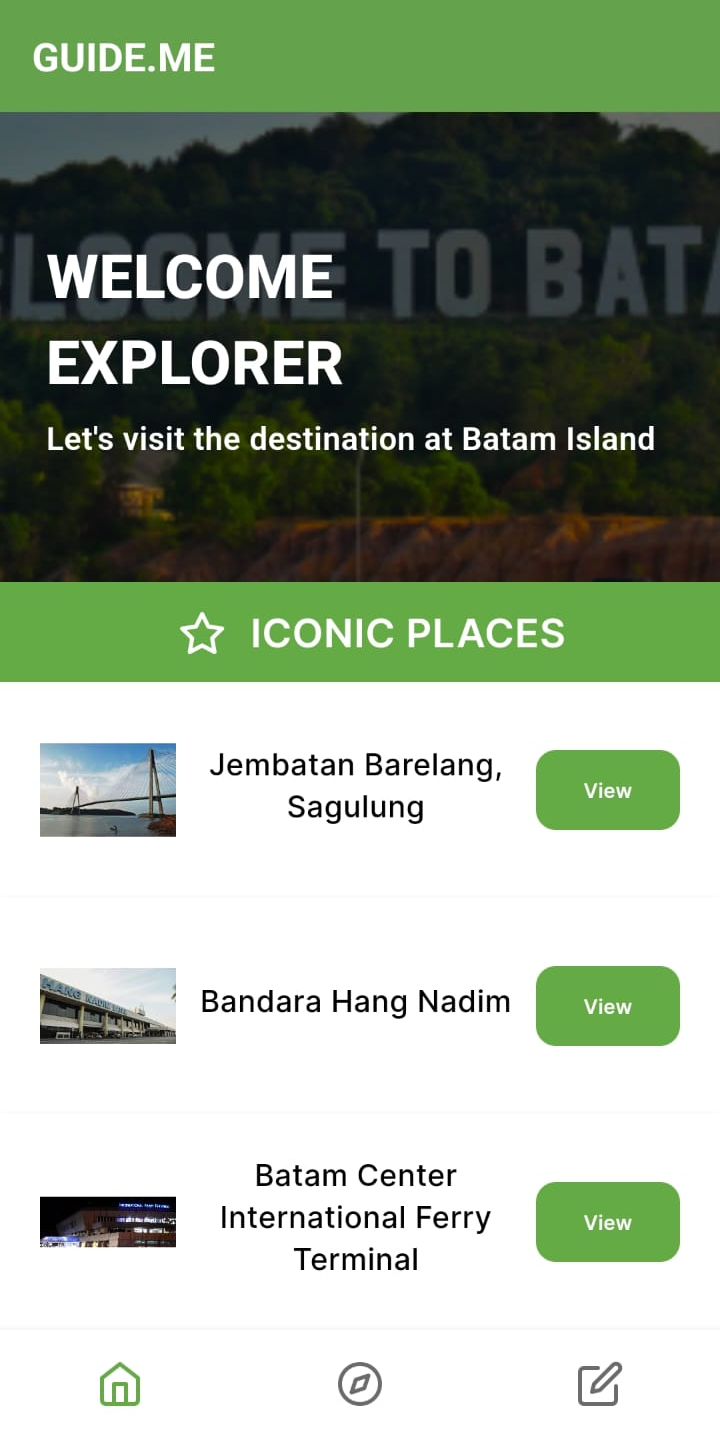 GUIDE.ME
WELCOME TO BATA
WELCOME
EXPLORER
Let's visit the destination at Batam Island
ICONIC PLACES
Jembatan Barelang,
Sagulung
View
HANG NADIM
Bandara Hang Nadim
View
Batam Center
International Ferry
Terminal
View